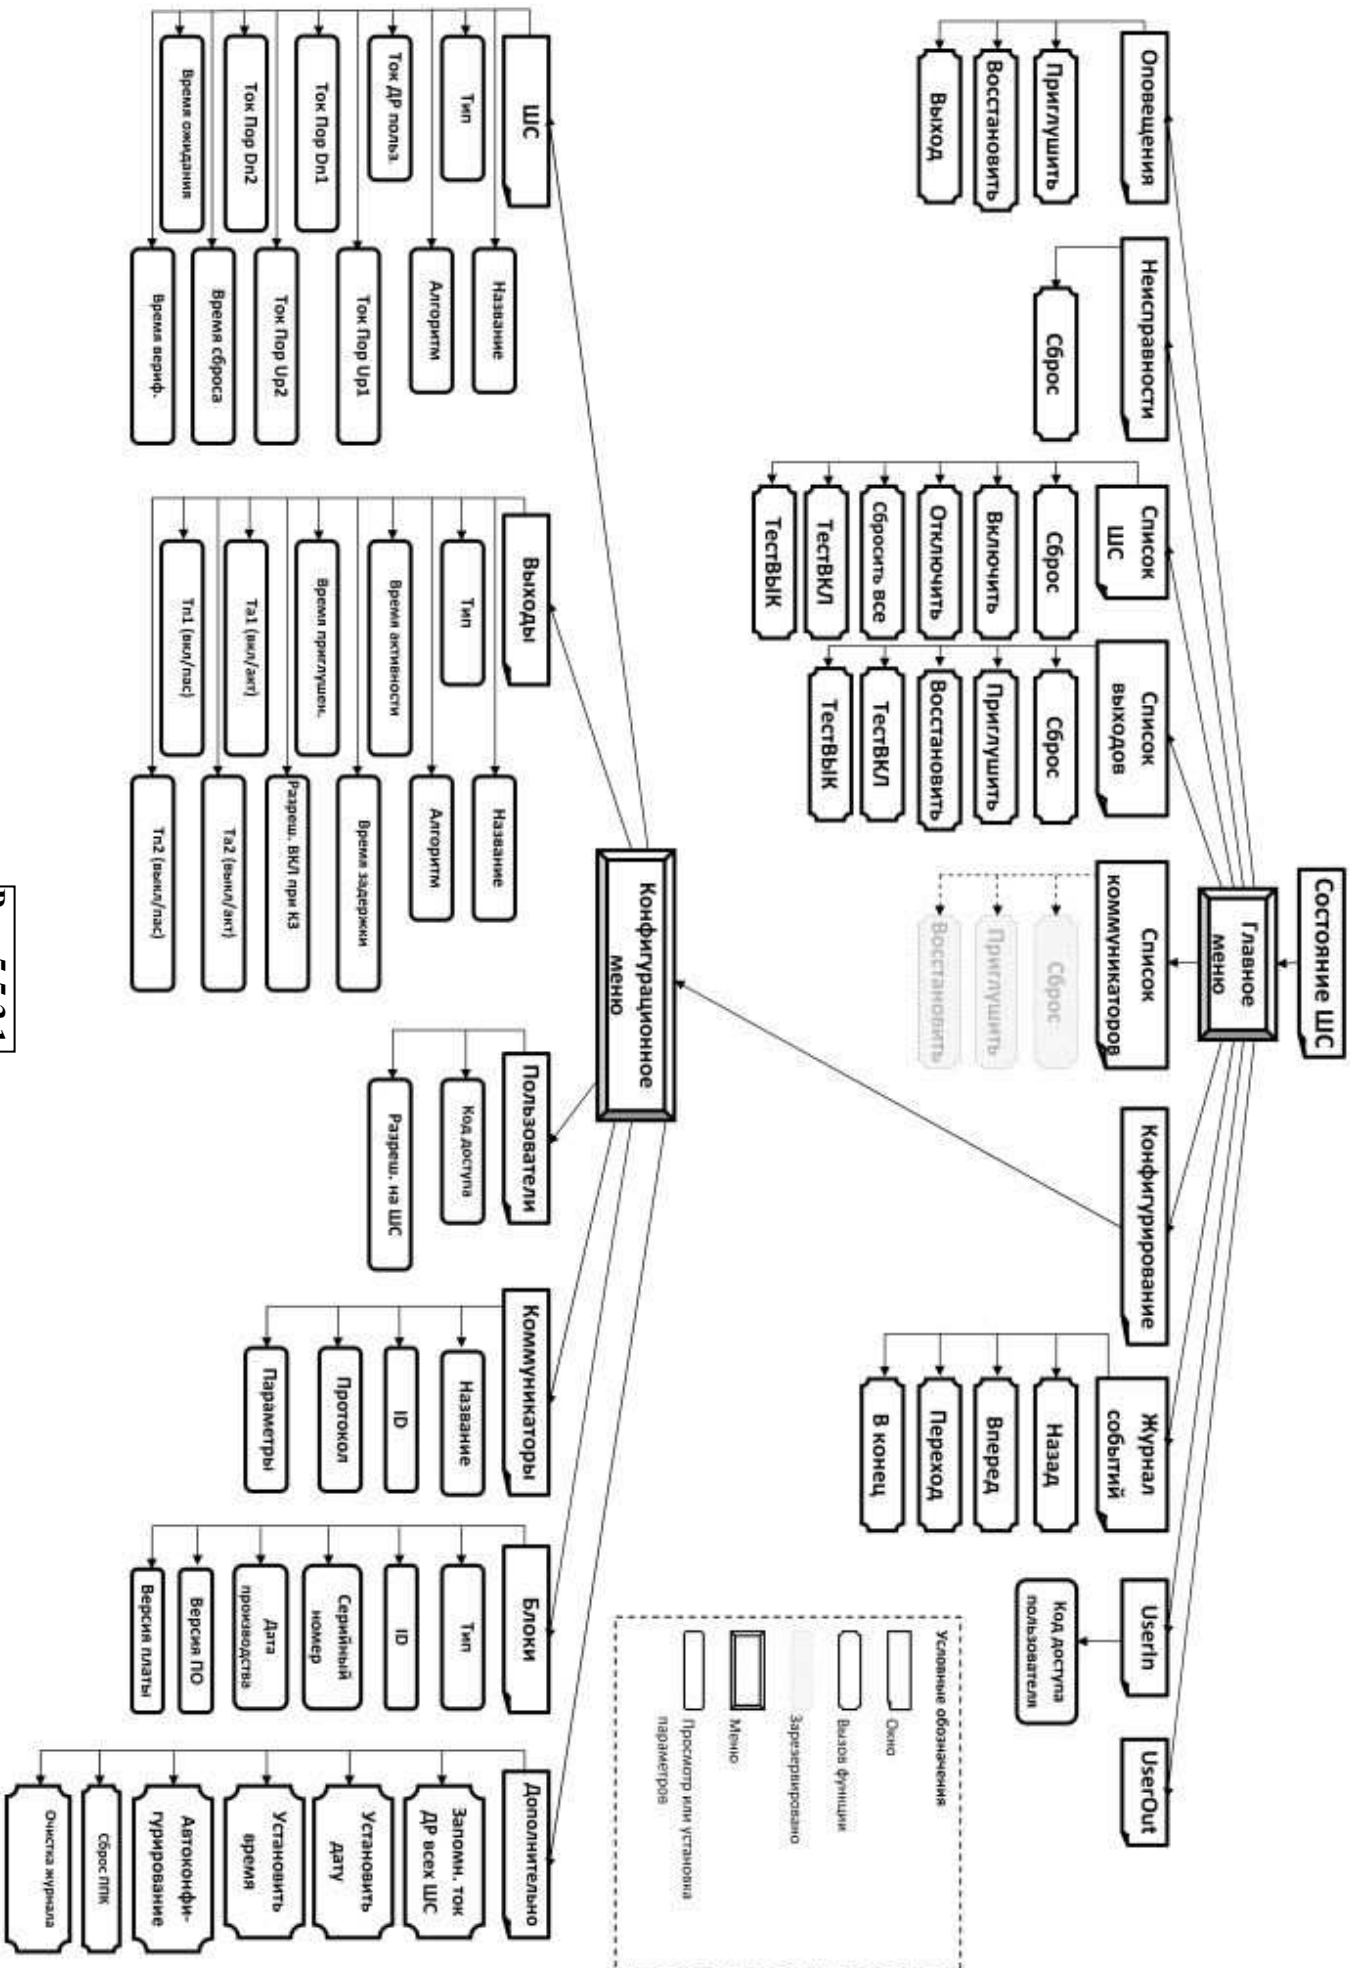 Состояние ШС
Главное
меню
Оповещения
Приглушить
Восстановить
Выход
Неисправности
Сброс
Список
ШС
Сброс
Включить
Отключить
Сбросить все
ТестВКЛ
ТестВЫК
Список
выходов
Сброс
Приглушить
Восстановить
ТестВКЛ
ТестВЫК
Список
коммуникаторов
Сброс
Приглушить
Восстановить
Конфигурирование
Журнал
событий
Назад
Вперед
Переход
В конец
UserIn
Код доступа
пользователя
UserOut
Условные обозначения
Окно
Вызов функции
Зарезервировано
Меню
Просмотр или установка
параметров
Конфигурационное
меню
ШС
Название
Тип
Алгоритм
Ток ДР польз.
Ток Пор Up1
Ток Пор Dn1
Ток Пор Up2
Ток Пор Dn2
Время сброса
Время ожидания
Время вериф.
Выходы
Название
Тип
Алгоритм
Время активности
Время задержки
Время приглушен.
Разреш. ВКЛ при КЗ
Та1 (вкл/акт)
Та2 (выкл/акт)
Тп1 (вкл/пас)
Тп2 (выкл/пас)
Пользователи
Код доступа
Разреш. на ШС
Коммуникаторы
Название
ID
Протокол
Параметры
Блоки
Тип
ID
Серийный
номер
Дата
производства
Версия ПО
Версия платы
Дополнительно
Запомн. ток
ДР всех ШС
Установить
дату
Установить
время
Автоконфи-
гурирование
Сброс ППК
Очистка журнала